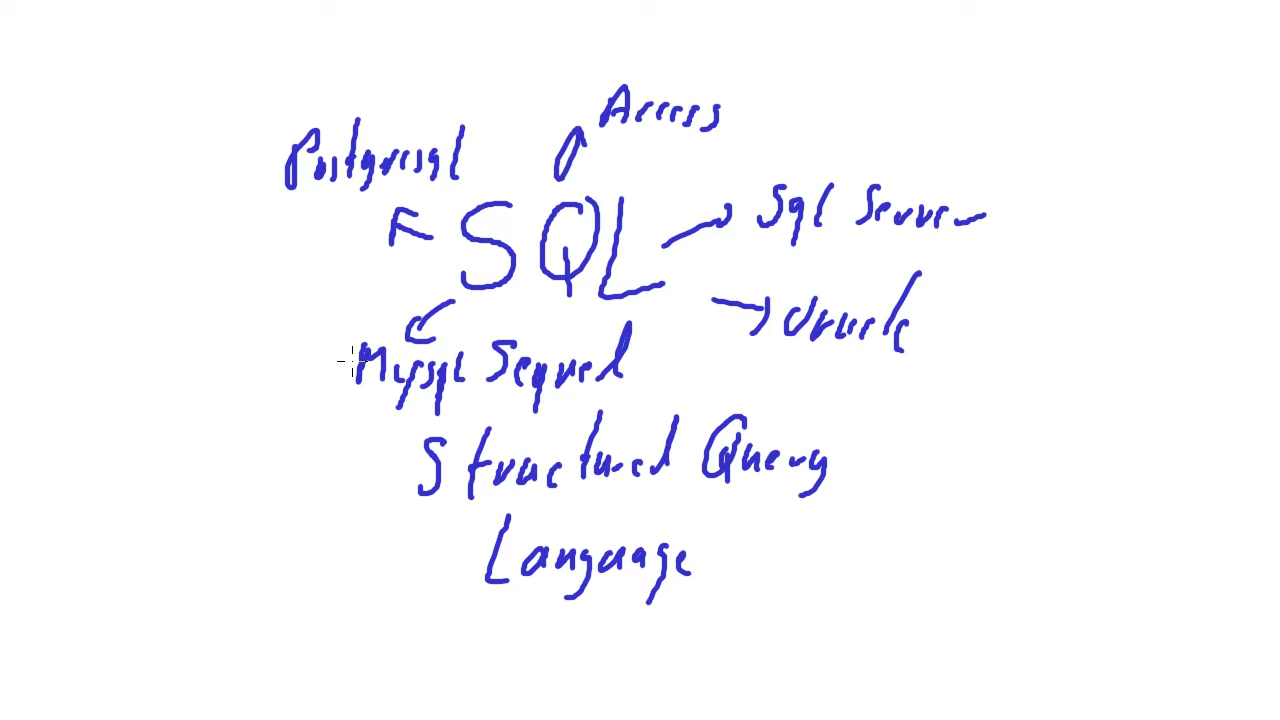 Access
Postgresql
SQL
Sql Server
Oracle
Mysql Sequel
Structured Query
Language